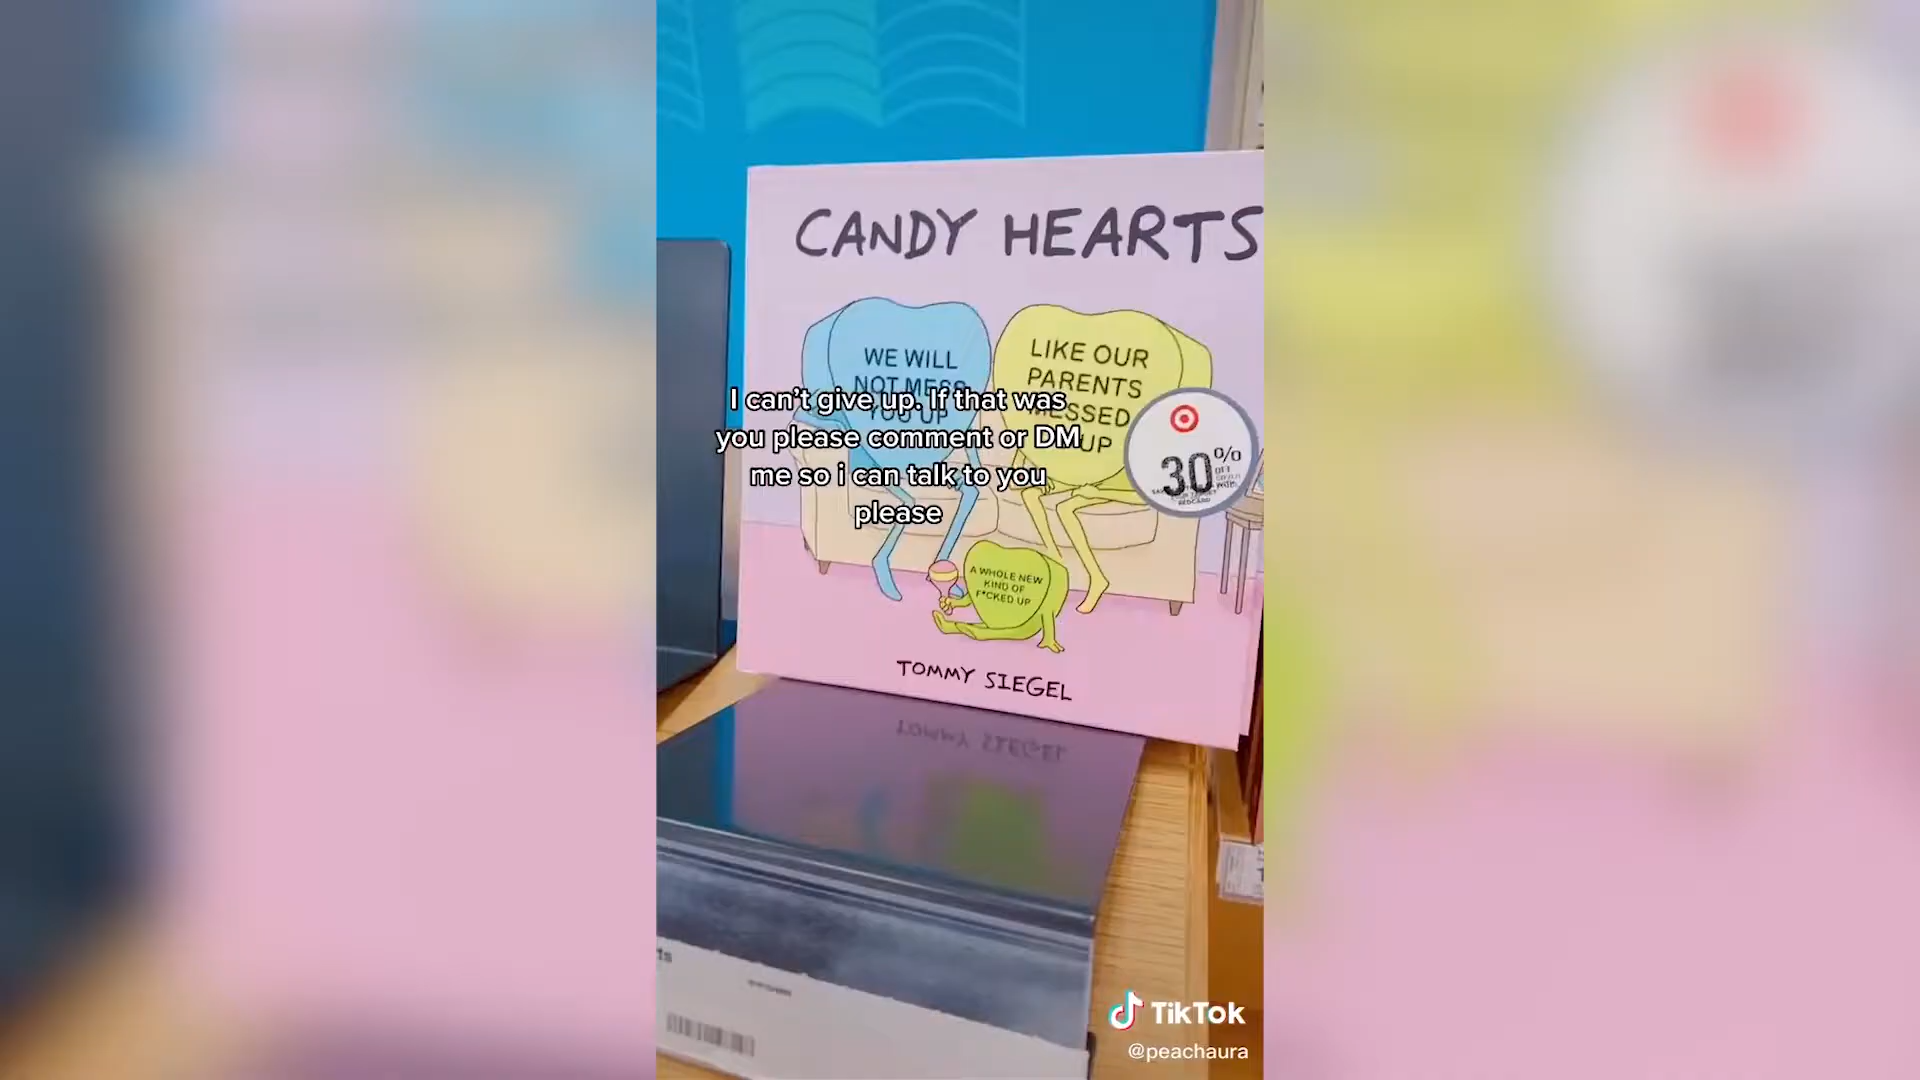 CANDY HEARTS
WE WILL
NOT MESS
YOU UP
LIKE OUR
PARENTS
MESSED
UP
I can't give up. If that was
you please comment or DM
me so i can talk to you
please
30%
A WHOLE NEW
KIND OF
F*CKED UP
TOMMY SIEGEL
TikTok
@peachaura